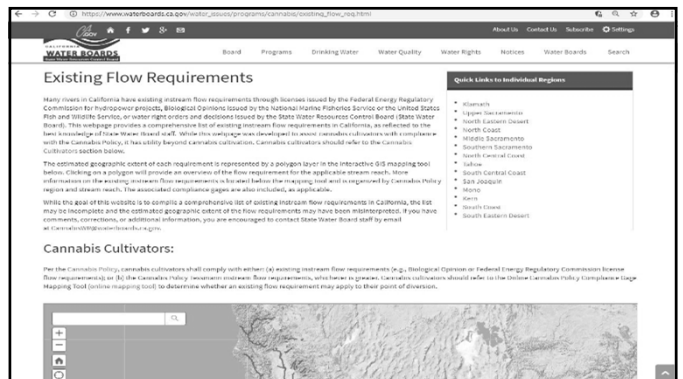 https://www.waterboards.ca.gov/water_issues/programs/cannabis/existing_flow_req.html
CA.GOV
About Us Contact Us Subscribe Settings
CALIFORNIA
WATER BOARDS
Board Programs Drinking Water Water Quality Water Rights Notices Water Boards Search
Existing Flow Requirements
Many rivers in California have existing instream flow requirements through licenses issued by the Federal Energy Regulatory
Commission for hydropower projects, Biological Opinions issued by the National Marine Fisheries Service or the United States
Fish and Wildlife Service, or water right orders and decisions issued by the State Water Resources Control Board (State Water
Board). This webpage provides a comprehensive list of existing instream flow requirements in California, as reflected to the
best knowledge of State Water Board staff. While this webpage was developed to assist cannabis cultivators with compliance
with the Cannabis Policy, it has utility beyond cannabis cultivation. Cannabis cultivators should refer to the Cannabis
Cultivators section below.
The estimated geographic extent of each requirement is represented by a polygon layer in the interactive GIS mapping tool
below. Clicking on a polygon will provide an overview of the flow requirement for the applicable stream reach. More
information on the existing instream flow requirements is located below the mapping tool and is organized by Cannabis Policy
region and stream reach. The associated compliance gages are also included, as applicable.
While the goal of this website is to compile a comprehensive list of existing instream flow requirements in California, the list
may be incomplete and the estimated geographic extent of the flow requirements may have been misinterpreted. If you have
comments, corrections, or additional information, you are encouraged to contact State Water Board staff by email
at CannabisWR@waterboards.ca.gov.
Quick Links to Individual Regions
Klamath
Upper Sacramento
North Eastern Desert
North Coast
Middle Sacramento
Southern Sacramento
North Central Coast
Tahoe
South Central Coast
San Joaquin
Mono
Kern
South Coast
South Eastern Desert
Cannabis Cultivators:
Per the Cannabis Policy, cannabis cultivators shall comply with either: (a) existing instream flow requirements (e.g., Biological Opinion or Federal Energy Regulatory Commission license
flow requirements); or (b) the Cannabis Policy Tessmann instream flow requirements, whichever is greater. Cannabis cultivators should refer to the Online Cannabis Policy Compliance Gage
Mapping Tool (online mapping tool) to determine whether an existing flow requirement may apply to their point of diversion.